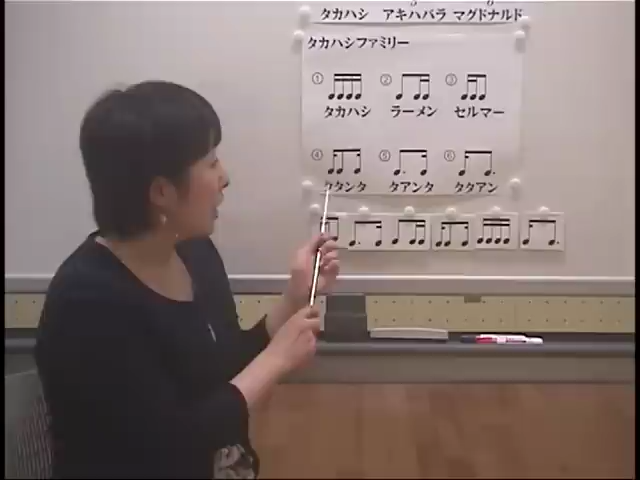 タカハシ アキハバラ マグドナルド
タカハシファミリー
① ② ③
タカハシ ラーメン セルマー
④ ⑤ ⑥
タタンタ タアンタ タタアン